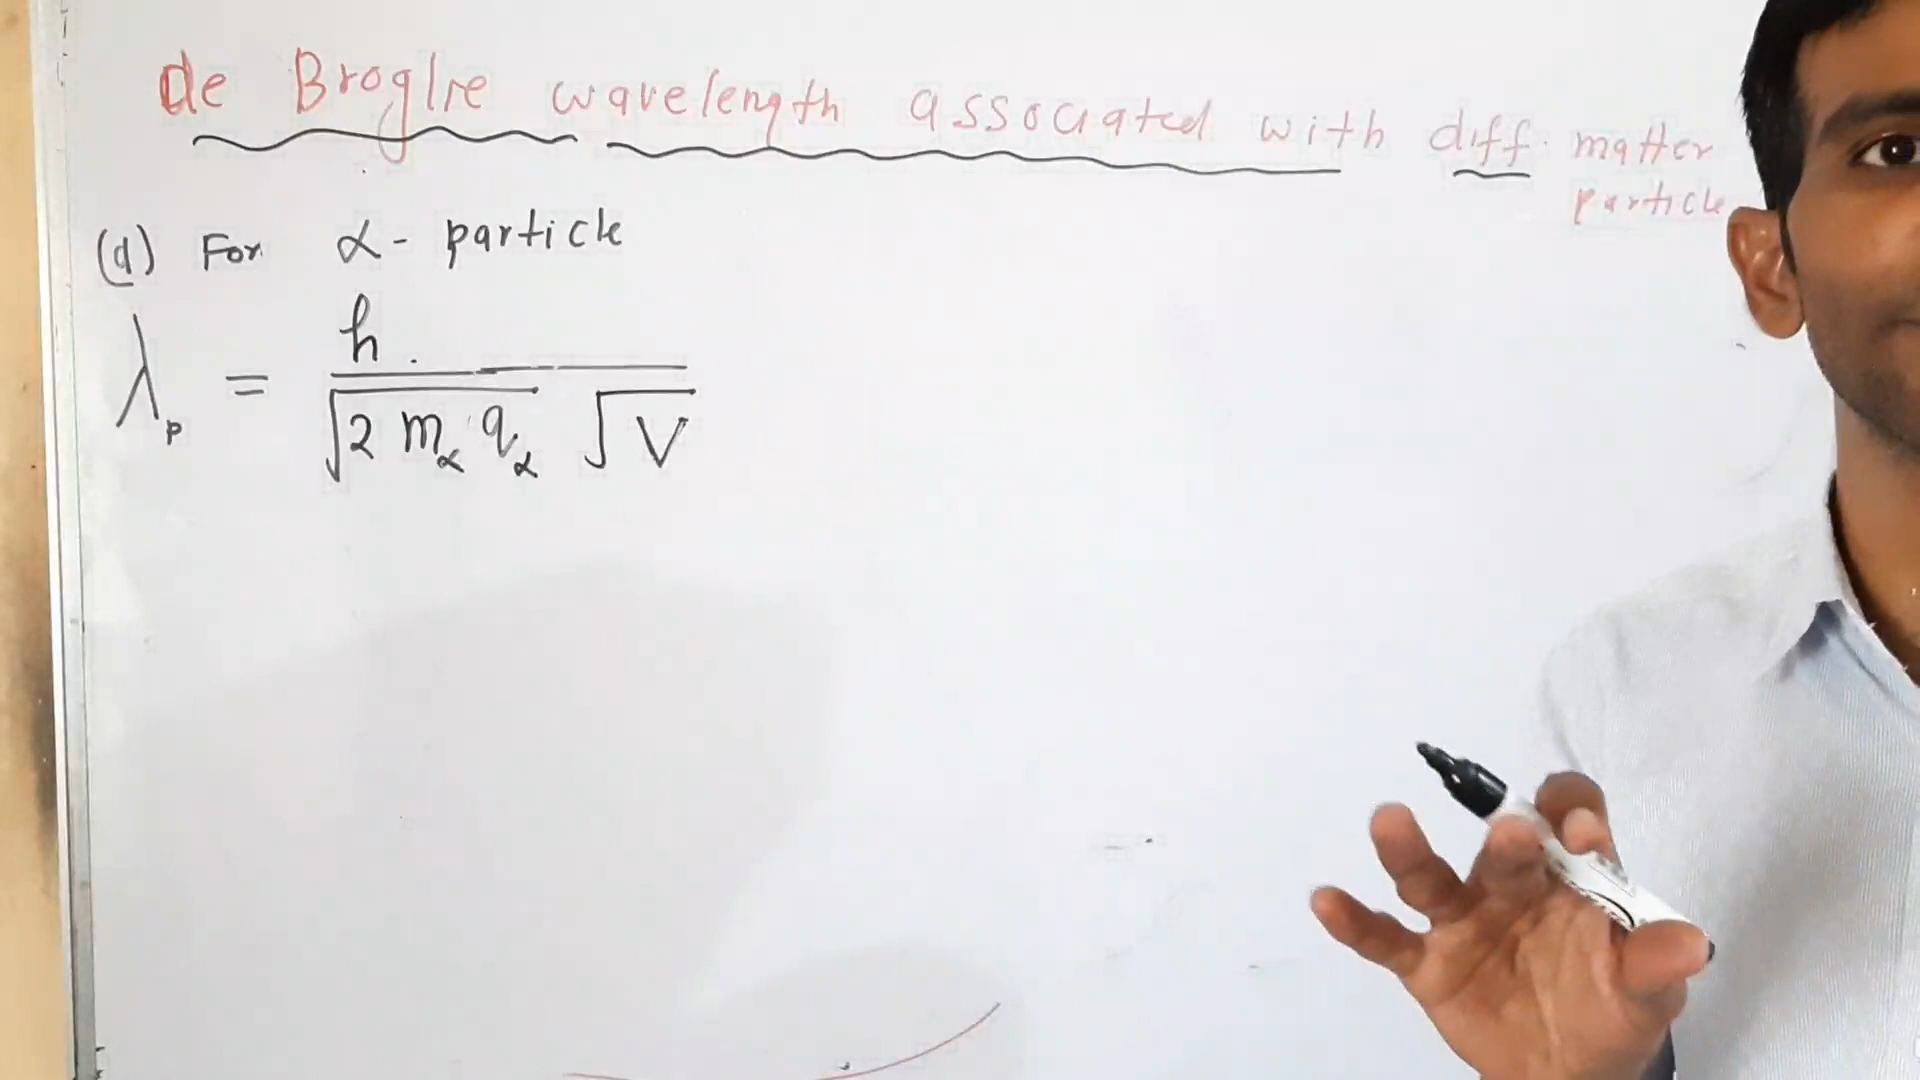 de Broglie wavelength associated with diff. matter
particle
(d) For α - particle
λp = h / √2 mα qα √V